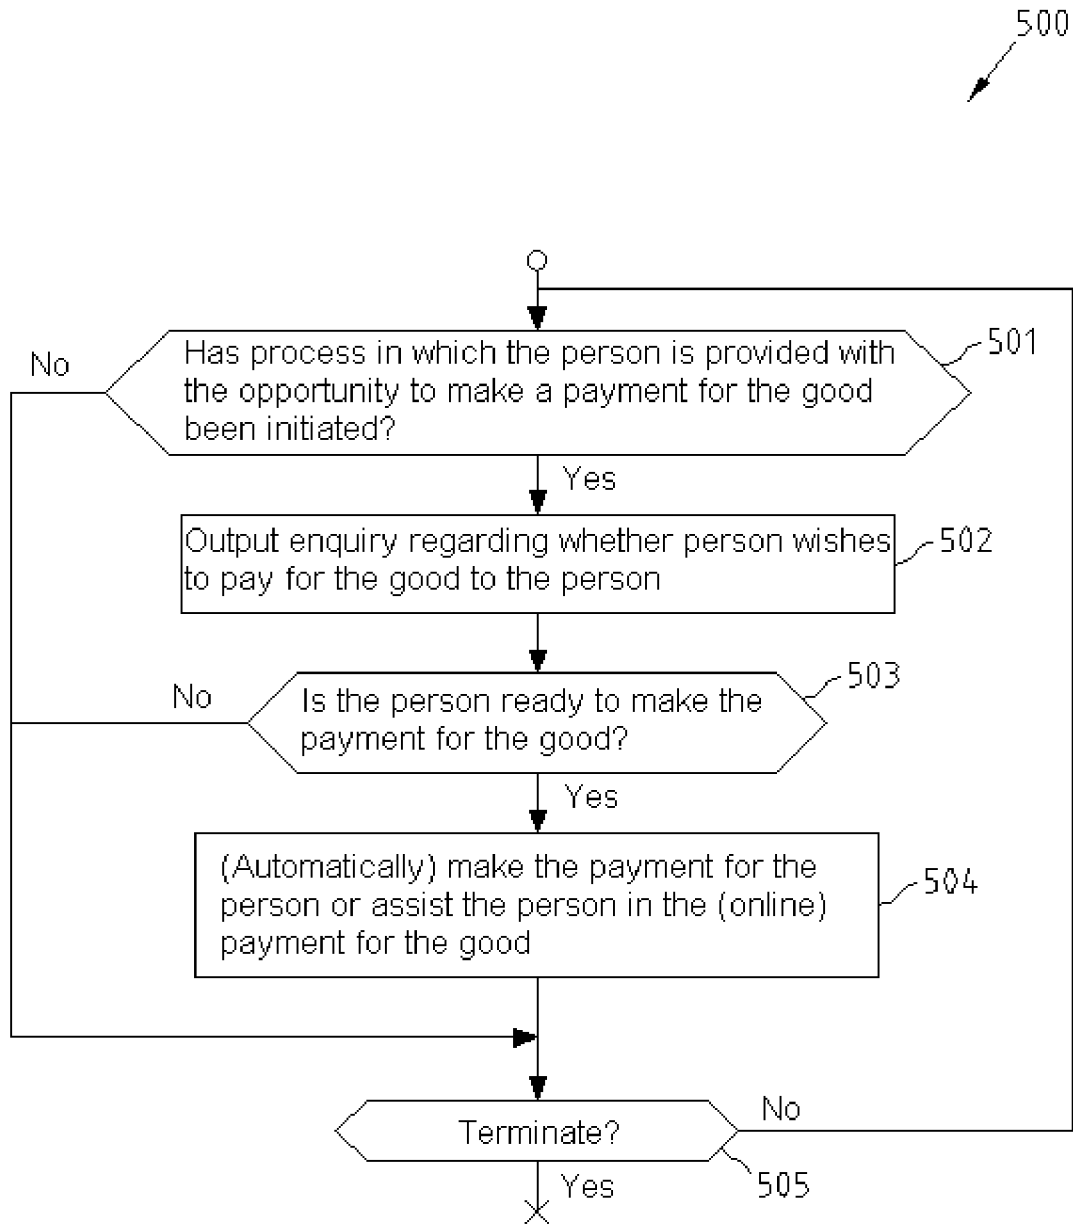 500
501
No
Has process in which the person is provided with
the opportunity to make a payment for the good
been initiated?
Yes
Output enquiry regarding whether person wishes
to pay for the good to the person
502
503
No
Is the person ready to make the
payment for the good?
Yes
(Automatically) make the payment for the
person or assist the person in the (online)
payment for the good
504
No
Terminate?
Yes
505